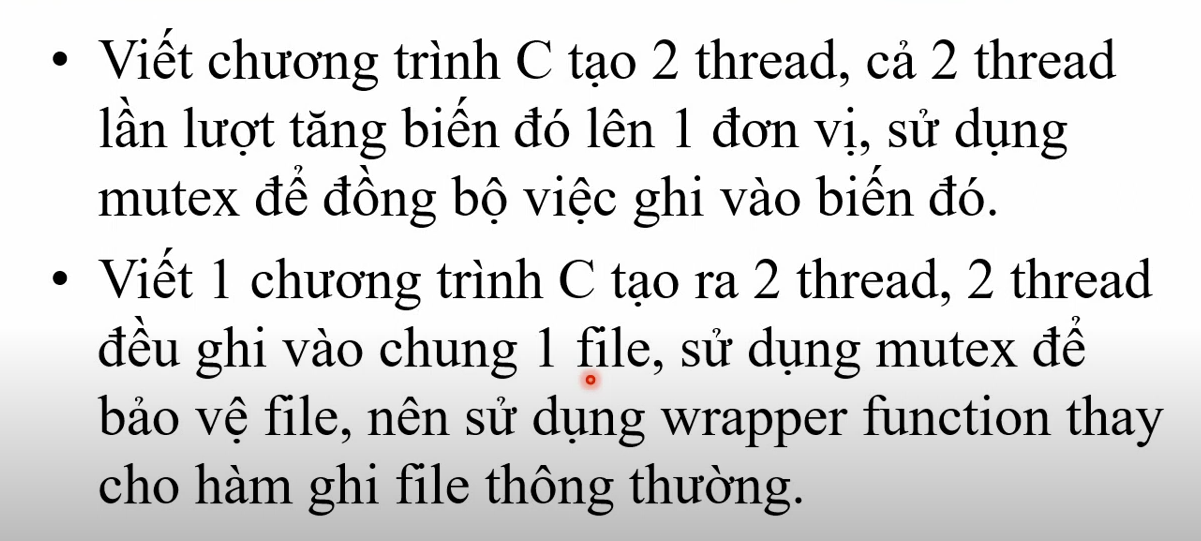 • Viết chương trình C tạo 2 thread, cả 2 thread
lần lượt tăng biến đó lên 1 đơn vị, sử dụng
mutex để đồng bộ việc ghi vào biến đó.
• Viết 1 chương trình C tạo ra 2 thread, 2 thread
đều ghi vào chung 1 file, sử dụng mutex để
bảo vệ file, nên sử dụng wrapper function thay
cho hàm ghi file thông thường.